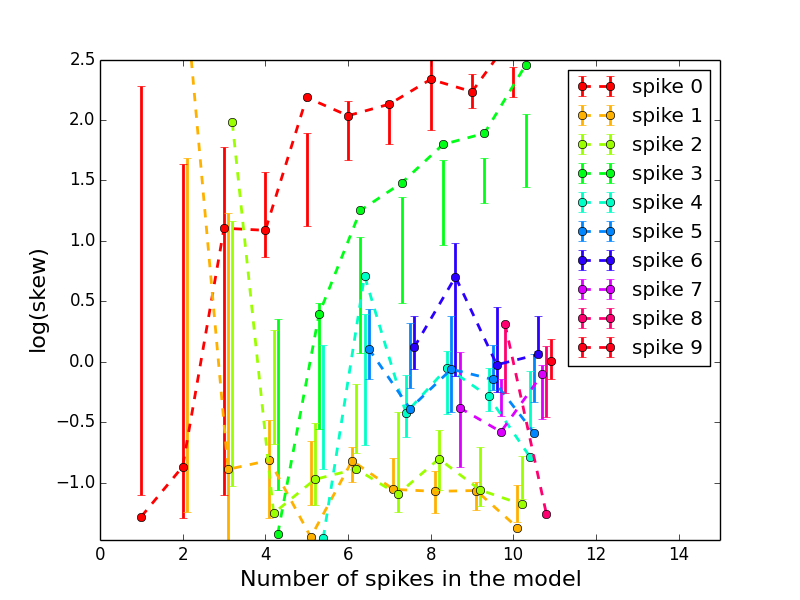 2.5
2.0
1.5
1.0
0.5
0.0
−0.5
−1.0
log(skew)
0 2 4 6 8 10 12 14
Number of spikes in the model
spike 0
spike 1
spike 2
spike 3
spike 4
spike 5
spike 6
spike 7
spike 8
spike 9